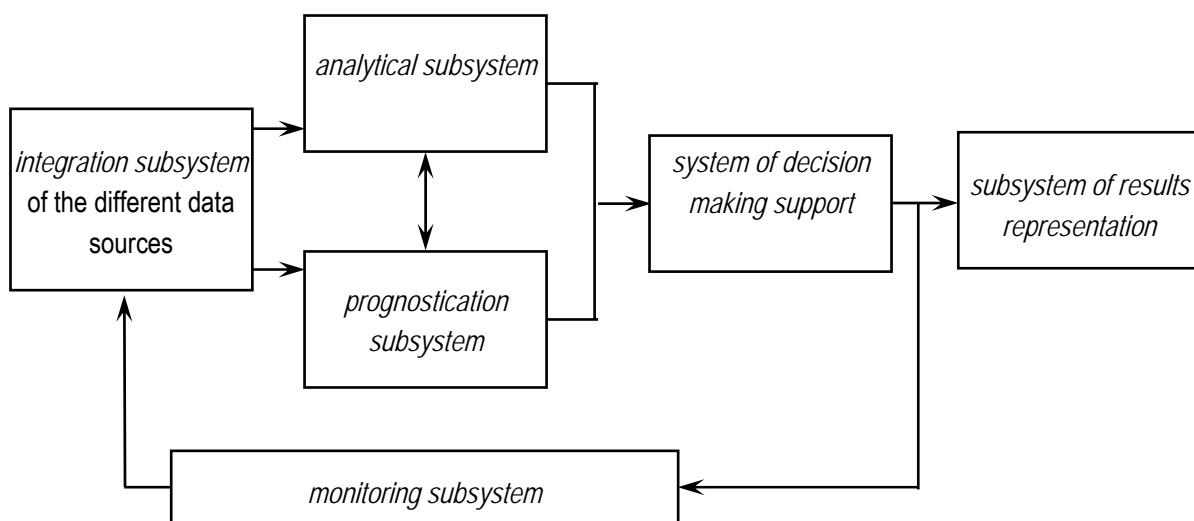 analytical subsystem
integration subsystem
of the different data
sources
prognostication
subsystem
system of decision
making support
subsystem of results
representation
monitoring subsystem